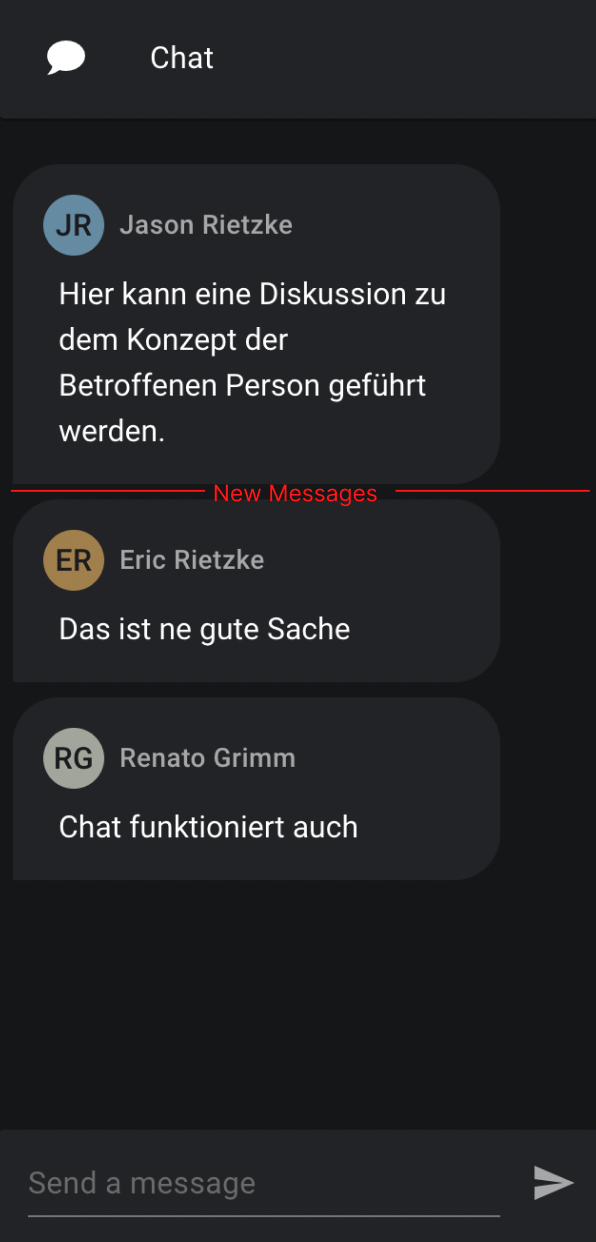 Chat
JR Jason Rietzke
Hier kann eine Diskussion zu
dem Konzept der
Betroffenen Person geführt
werden.
New Messages
ER Eric Rietzke
Das ist ne gute Sache
RG Renato Grimm
Chat funktioniert auch
Send a message